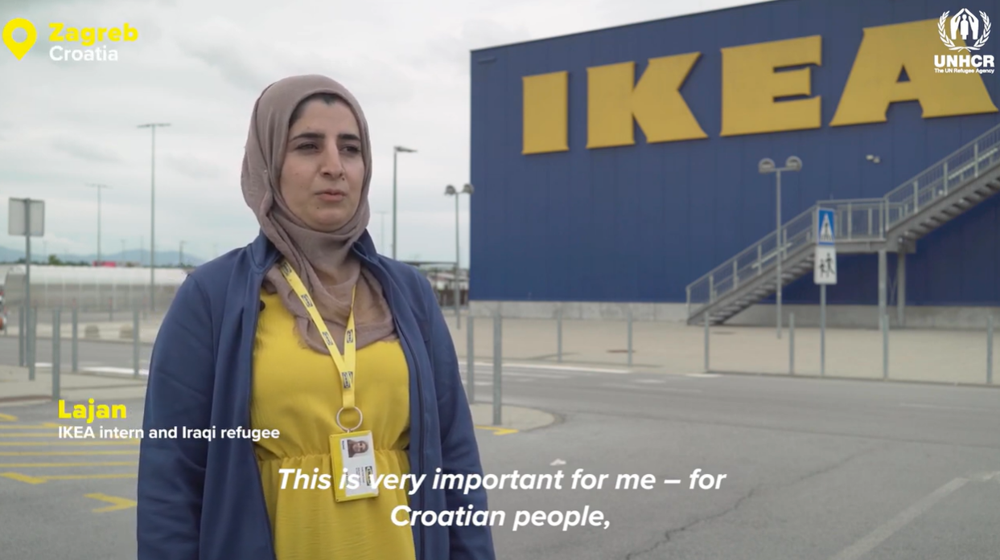 Zagreb
Croatia
IKEA
UNHCR
The UN Refugee Agency
Lajan
IKEA intern and Iraqi refugee
This is very important for me – for
Croatian people,